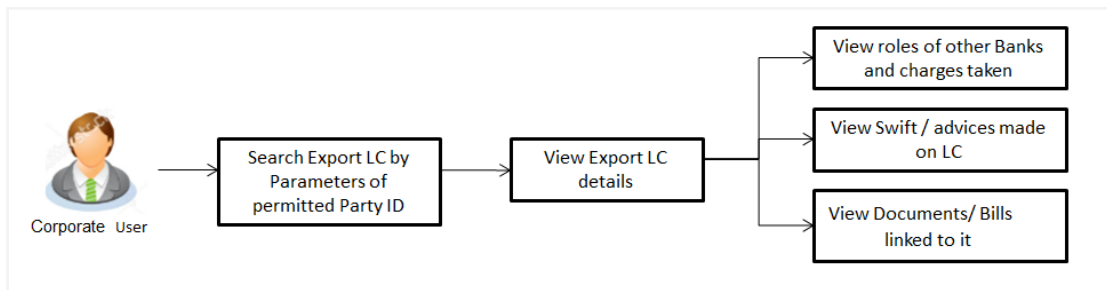 Corporate User
Search Export LC by
Parameters of
permitted Party ID
View Export LC
details
View roles of other Banks
and charges taken
View Swift / advices made
on LC
View Documents/ Bills
linked to it